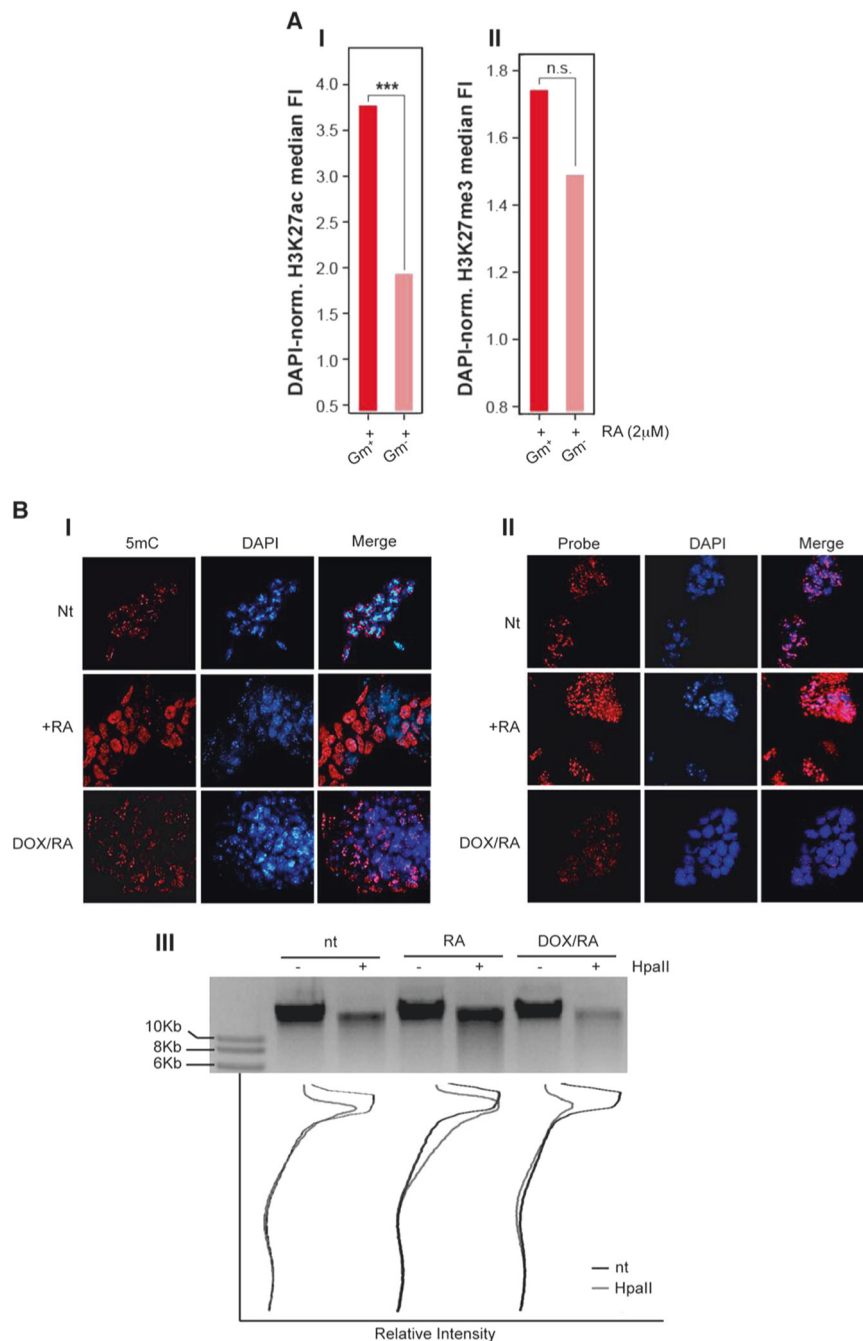 A
I
II
DAPI-norm. H3K27ac median FI
4.0
3.5
3.0
2.5
2.0
1.5
1.0
0.5
***
+ +
Gm+ Gm-
DAPI-norm. H3K27me3 median FI
1.8
1.6
1.4
1.2
1.0
0.8
n.s.
+ + RA (2μM)
Gm+ Gm-
B
I
5mC DAPI Merge
Nt
+RA
DOX/RA
II
Probe DAPI Merge
Nt
+RA
DOX/RA
III
nt RA DOX/RA
- + - + - + HpaII
10Kb
8Kb
6Kb
nt
HpaII
Relative Intensity